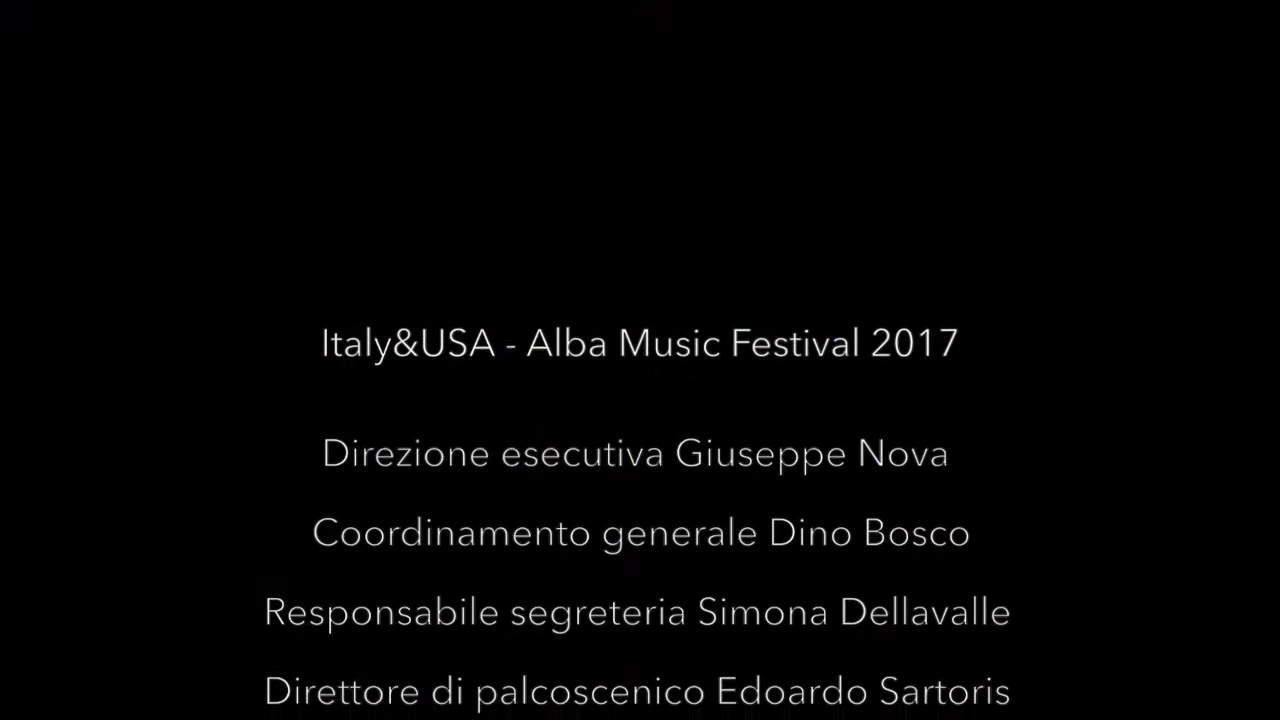 Italy&USA - Alba Music Festival 2017
Direzione esecutiva Giuseppe Nova
Coordinamento generale Dino Bosco
Responsabile segreteria Simona Dellavalle
Direttore di palcoscenico Edoardo Sartoris